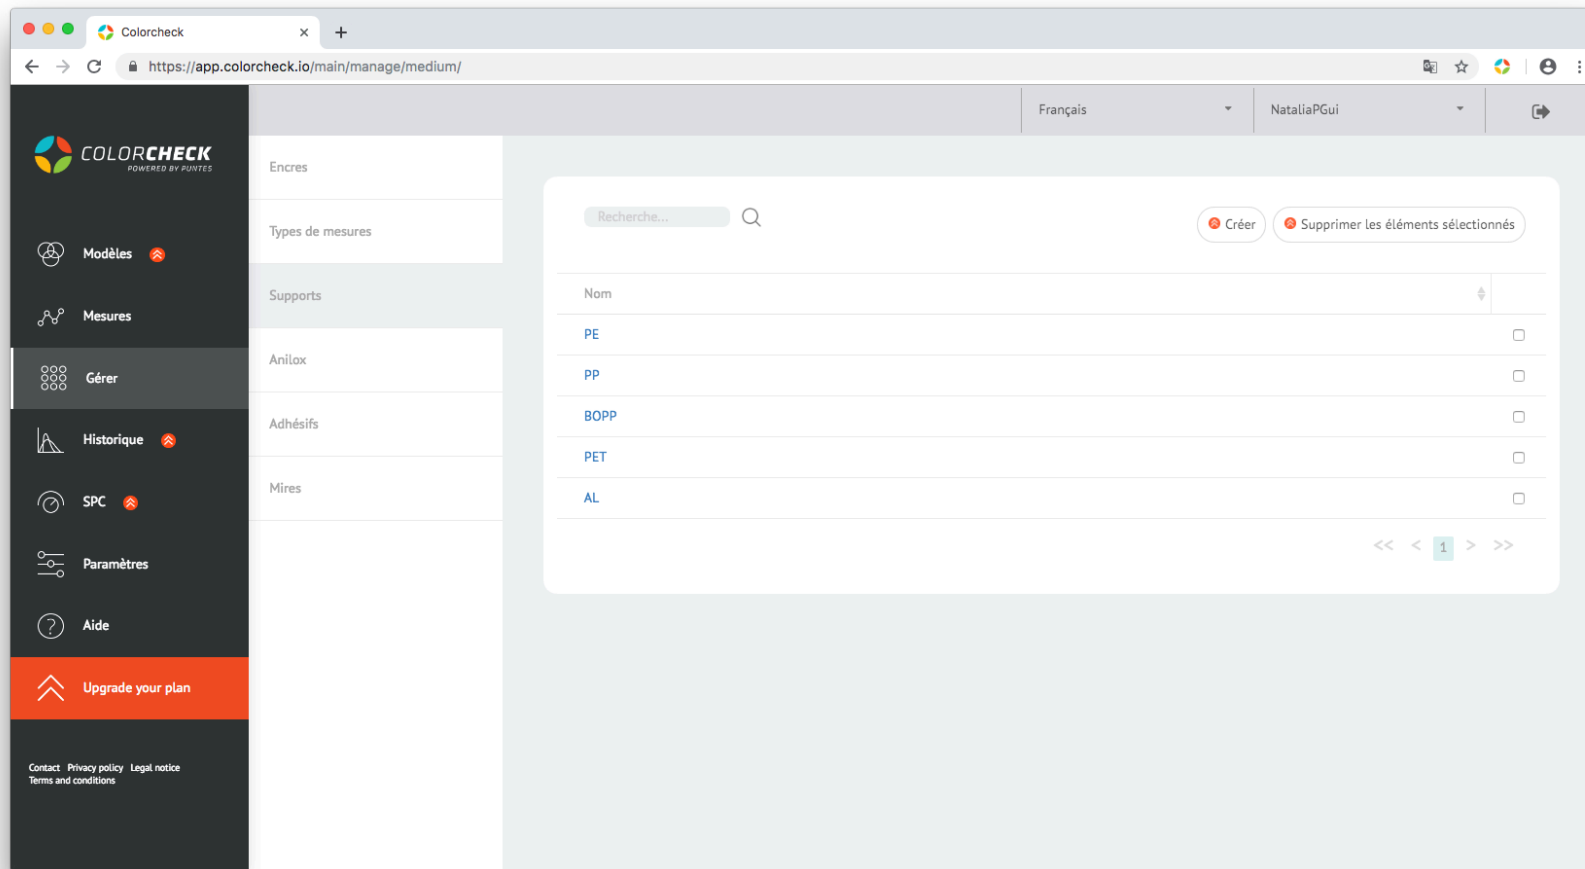 Colorcheck
https://app.colorcheck.io/main/manage/medium/
Français
NataliaPGui
COLORCHECK
POWERED BY PUNTES
Modèles
Mesures
Gérer
Historique
SPC
Paramètres
Aide
Upgrade your plan
Contact Privacy policy Legal notice
Terms and conditions
Encres
Types de mesures
Supports
Anilox
Adhésifs
Mires
Recherche...
Créer
Supprimer les éléments sélectionnés
Nom
PE
PP
BOPP
PET
AL
<< < 1 > >>